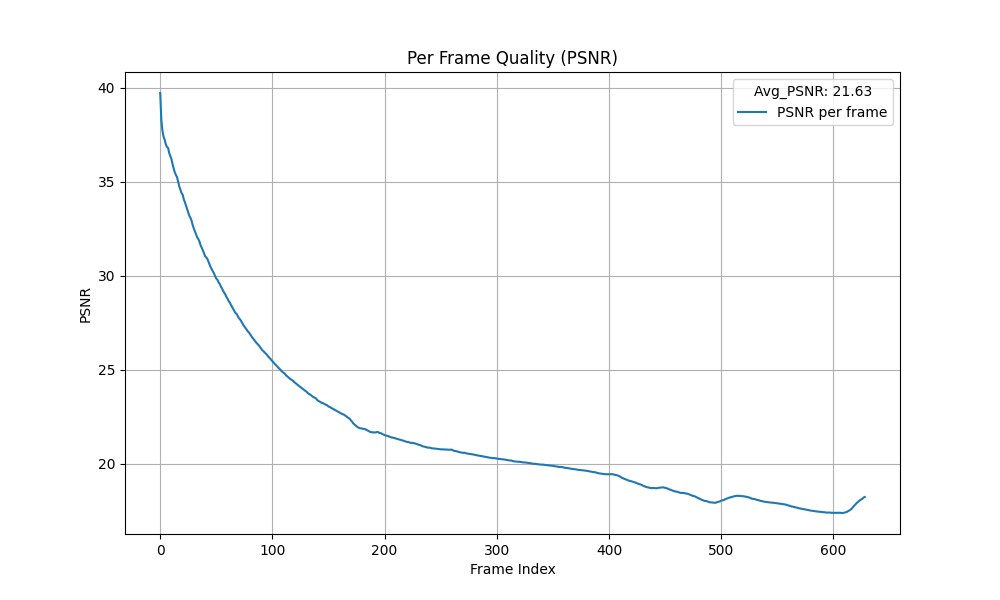 Per Frame Quality (PSNR)
Avg_PSNR: 21.63
PSNR per frame
PSNR
40
35
30
25
20
0 100 200 300 400 500 600
Frame Index